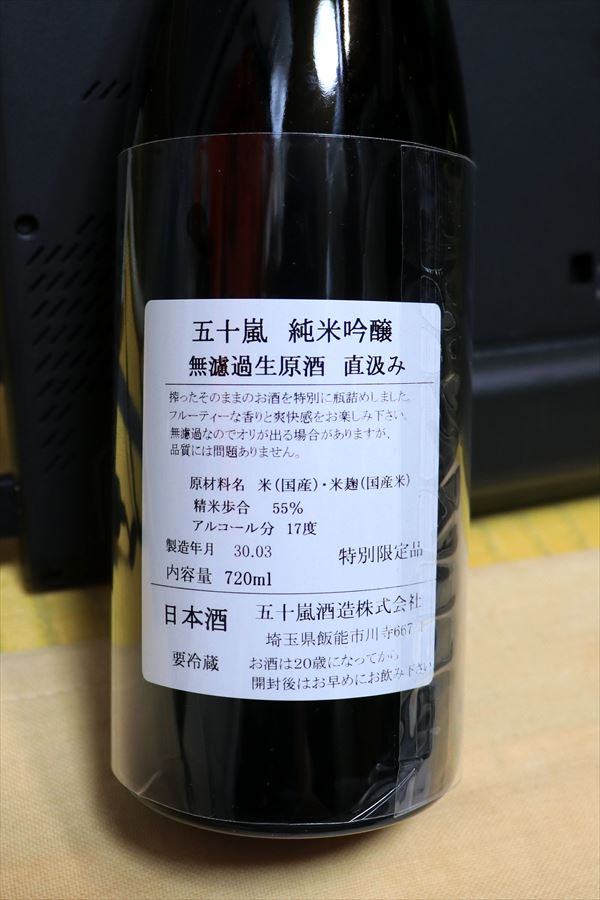 五十嵐 純米吟醸
無濾過生原酒 直汲み
搾ったそのままのお酒を特別に瓶詰めしました。
フルーティーな香りと爽快感をお楽しみ下さい。
無濾過なのでオリが出る場合がありますが、
品質には問題ありません。
原材料名 米(国産)・米麹(国産米)
精米歩合 55%
アルコール分 17度
製造年月 30.03 特別限定品
内容量 720ml
日本酒 五十嵐酒造株式会社
埼玉県飯能市川寺667-1
要冷蔵 お酒は20歳になってから
開封後はお早めにお飲み下さい